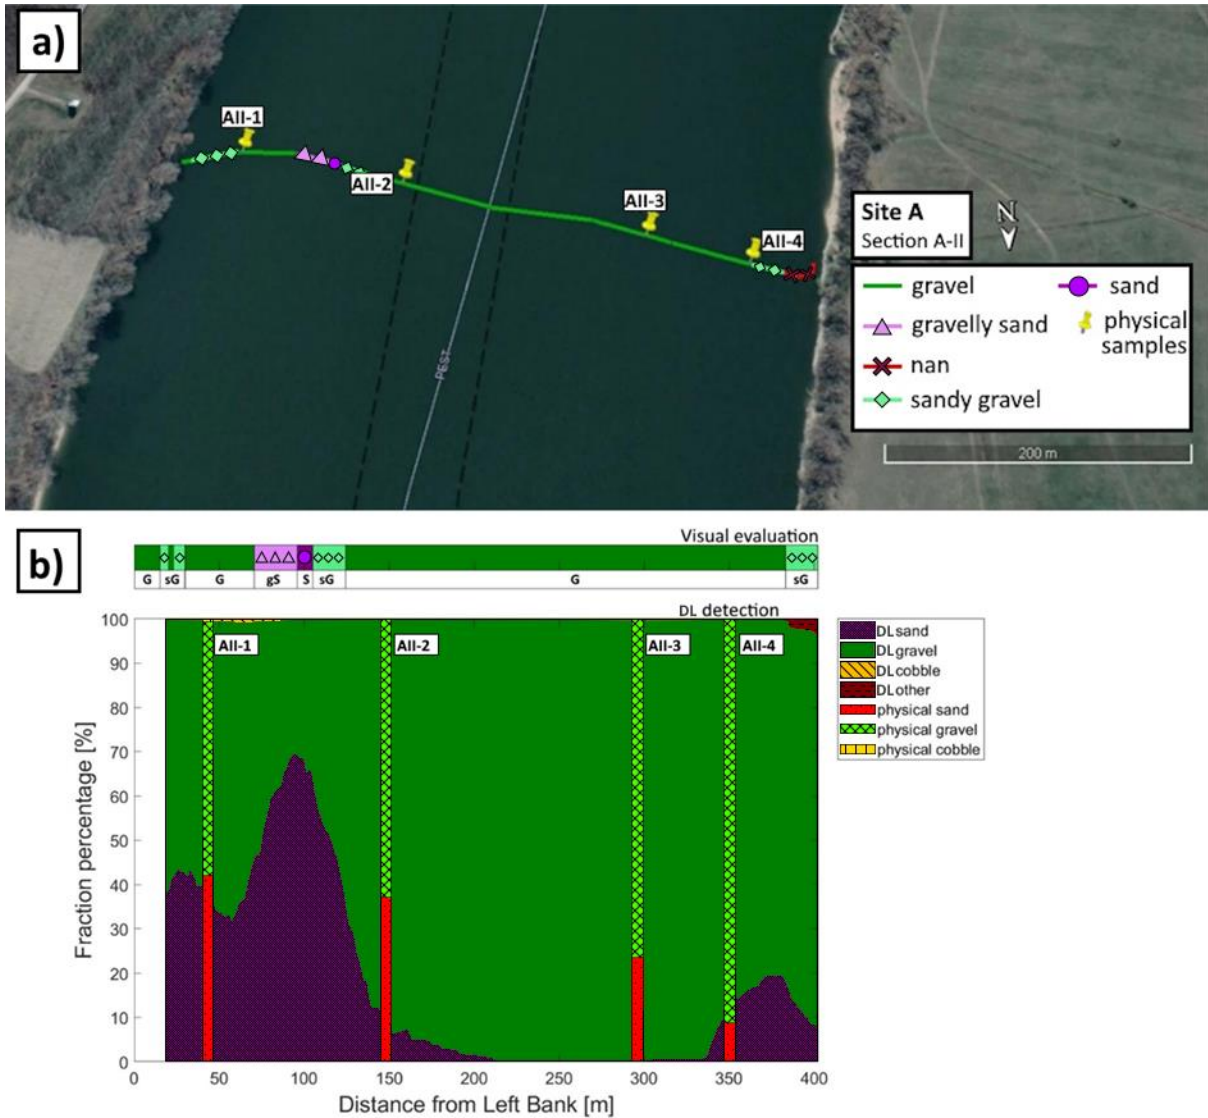 a)
AII-1
AII-2
AII-3
AII-4
PEST
Site A
Section A-II
N
gravel
sand
gravelly sand
physical
samples
nan
sandy gravel
200 m
b)
Visual evaluation
G
sG
G
gS
S
sG
G
sG
DL detection
100
90
80
70
60
50
40
30
20
10
0
Fraction percentage [%]
AII-1
AII-2
AII-3
AII-4
DL sand
DL gravel
DL cobble
DL other
physical sand
physical gravel
physical cobble
0
50
100
150
200
250
300
350
400
Distance from Left Bank [m]